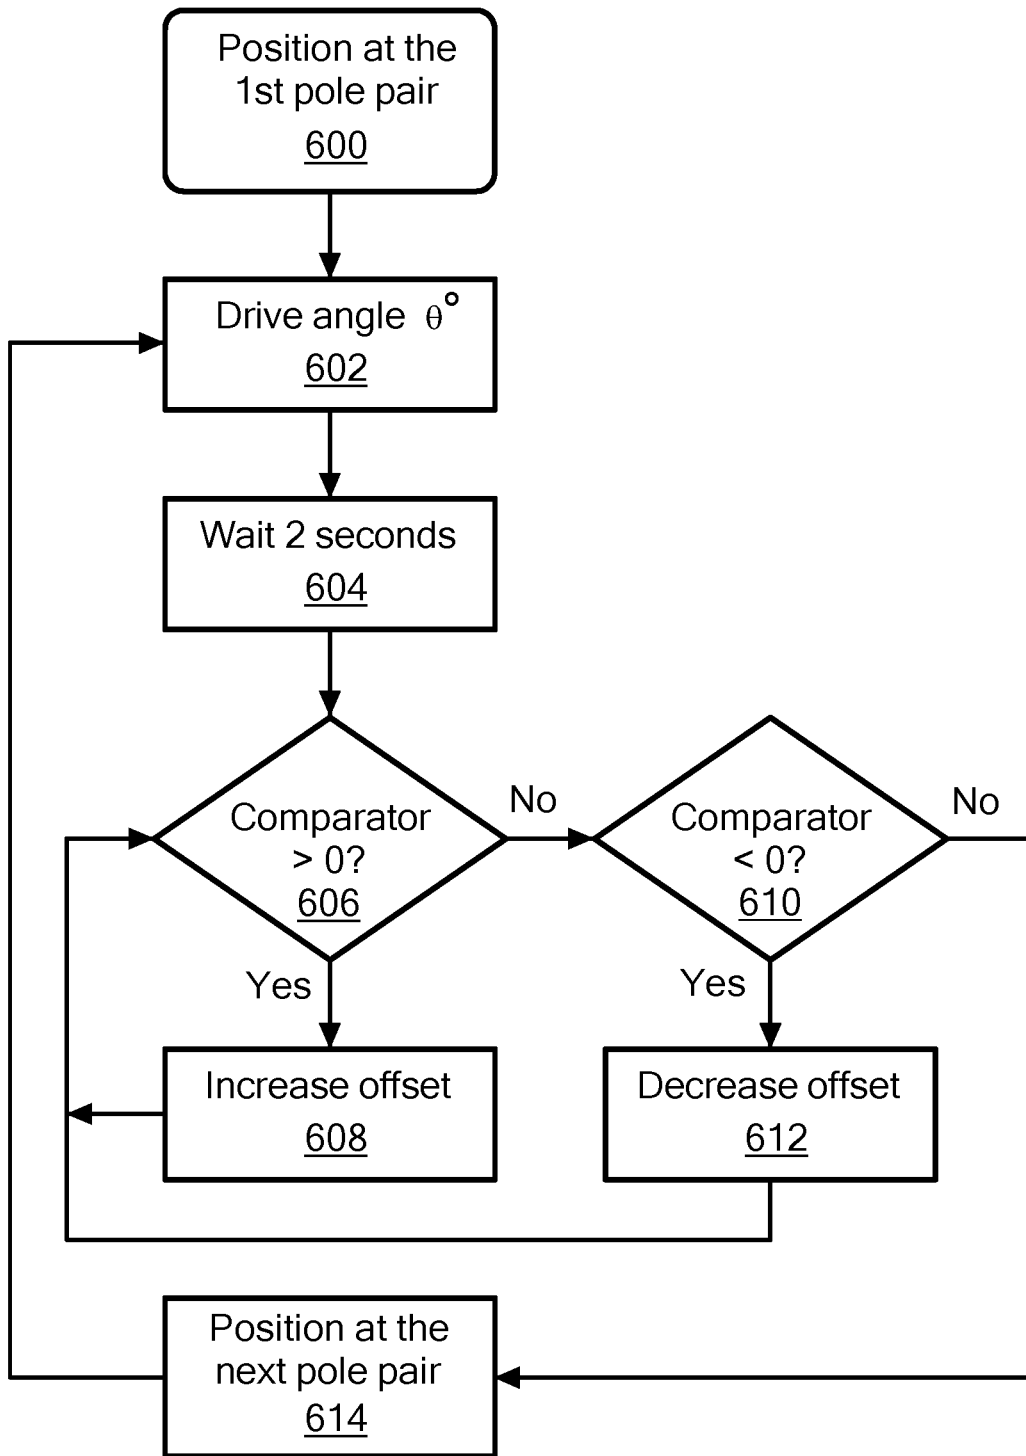 Position at the
1st pole pair
600
Drive angle θ°
602
Wait 2 seconds
604
Comparator
> 0?
606
No
Comparator
< 0?
610
No
Yes
Yes
Increase offset
608
Decrease offset
612
Position at the
next pole pair
614